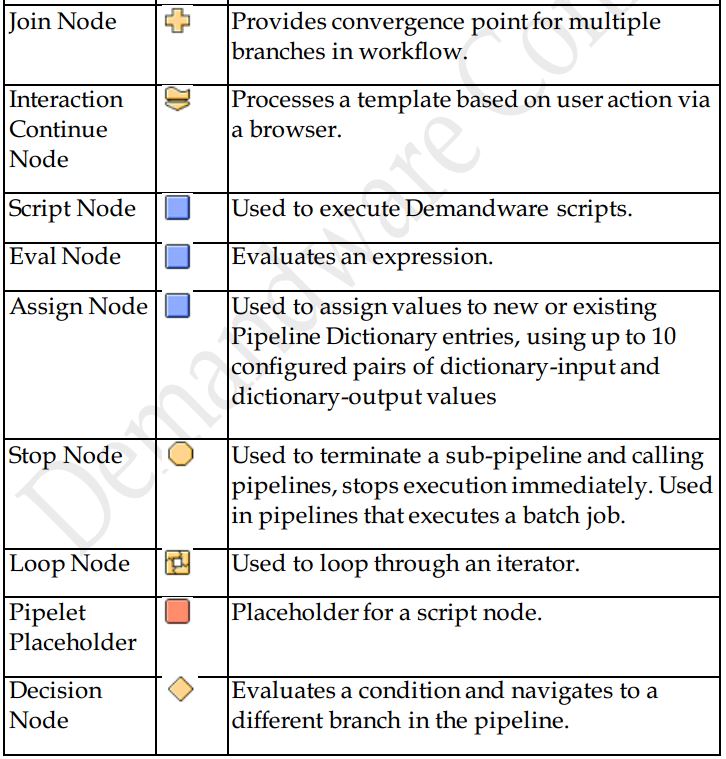 Join Node
Provides convergence point for multiple
branches in workflow.
Interaction
Continue
Node
Processes a template based on user action via
a browser.
Script Node
Used to execute Demandware scripts.
Eval Node
Evaluates an expression.
Assign Node
Used to assign values to new or existing
Pipeline Dictionary entries, using up to 10
configured pairs of dictionary-input and
dictionary-output values
Stop Node
Used to terminate a sub-pipeline and calling
pipelines, stops execution immediately. Used
in pipelines that executes a batch job.
Loop Node
Used to loop through an iterator.
Pipelet
Placeholder
Placeholder for a script node.
Decision
Node
Evaluates a condition and navigates to a
different branch in the pipeline.
Demandware